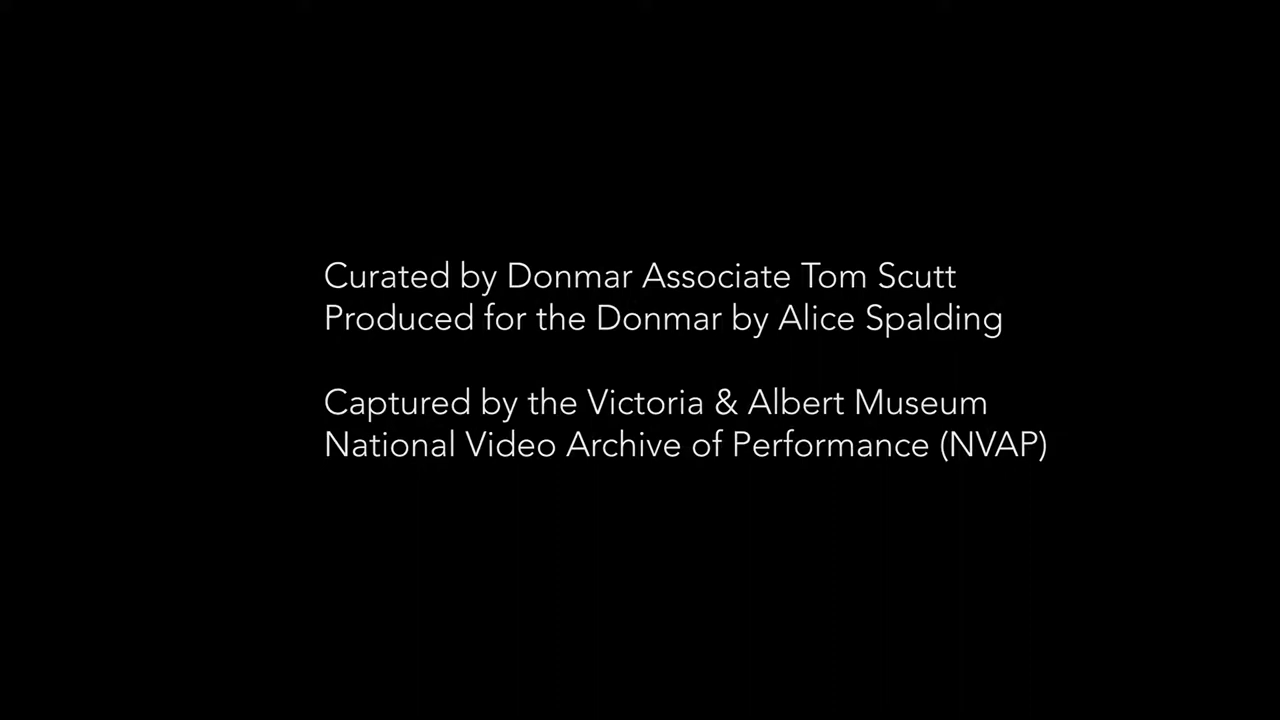 Curated by Donmar Associate Tom Scutt
Produced for the Donmar by Alice Spalding
Captured by the Victoria & Albert Museum
National Video Archive of Performance (NVAP)